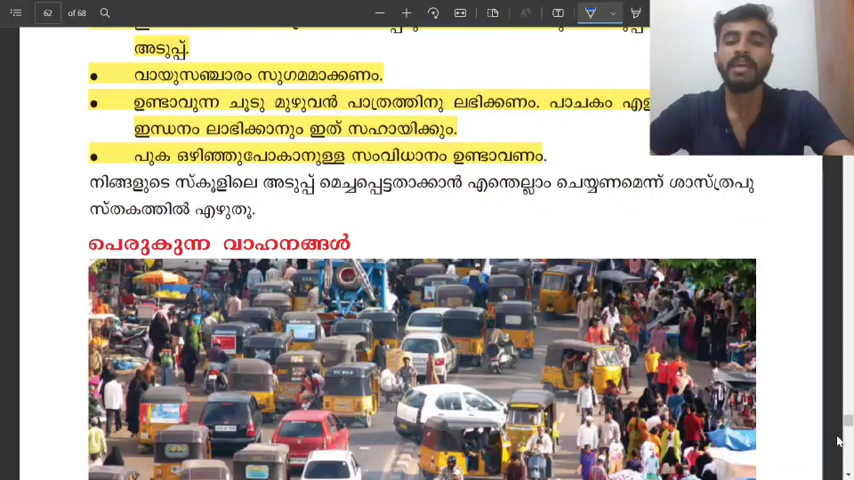 62 of 68
അടുപ്പ്.
● വായുസഞ്ചാരം സുഗമമാക്കണം.
● ഉണ്ടാവുന്ന ചൂടു മുഴുവൻ പാത്രത്തിനു ലഭിക്കണം. പാചകം
ഇന്ധനം ലാഭിക്കാനും ഇത് സഹായിക്കും.
● പുക ഒഴിഞ്ഞുപോകാനുള്ള സംവിധാനം ഉണ്ടാവണം.
നിങ്ങളുടെ സ്കൂളിലെ അടുപ്പ് മെച്ചപ്പെട്ടതാക്കാൻ എന്തെല്ലാം ചെയ്യണമെന്ന് ശാസ്ത്രപു
സ്തകത്തിൽ എഴുതൂ.
പെരുകുന്ന വാഹനങ്ങൾ